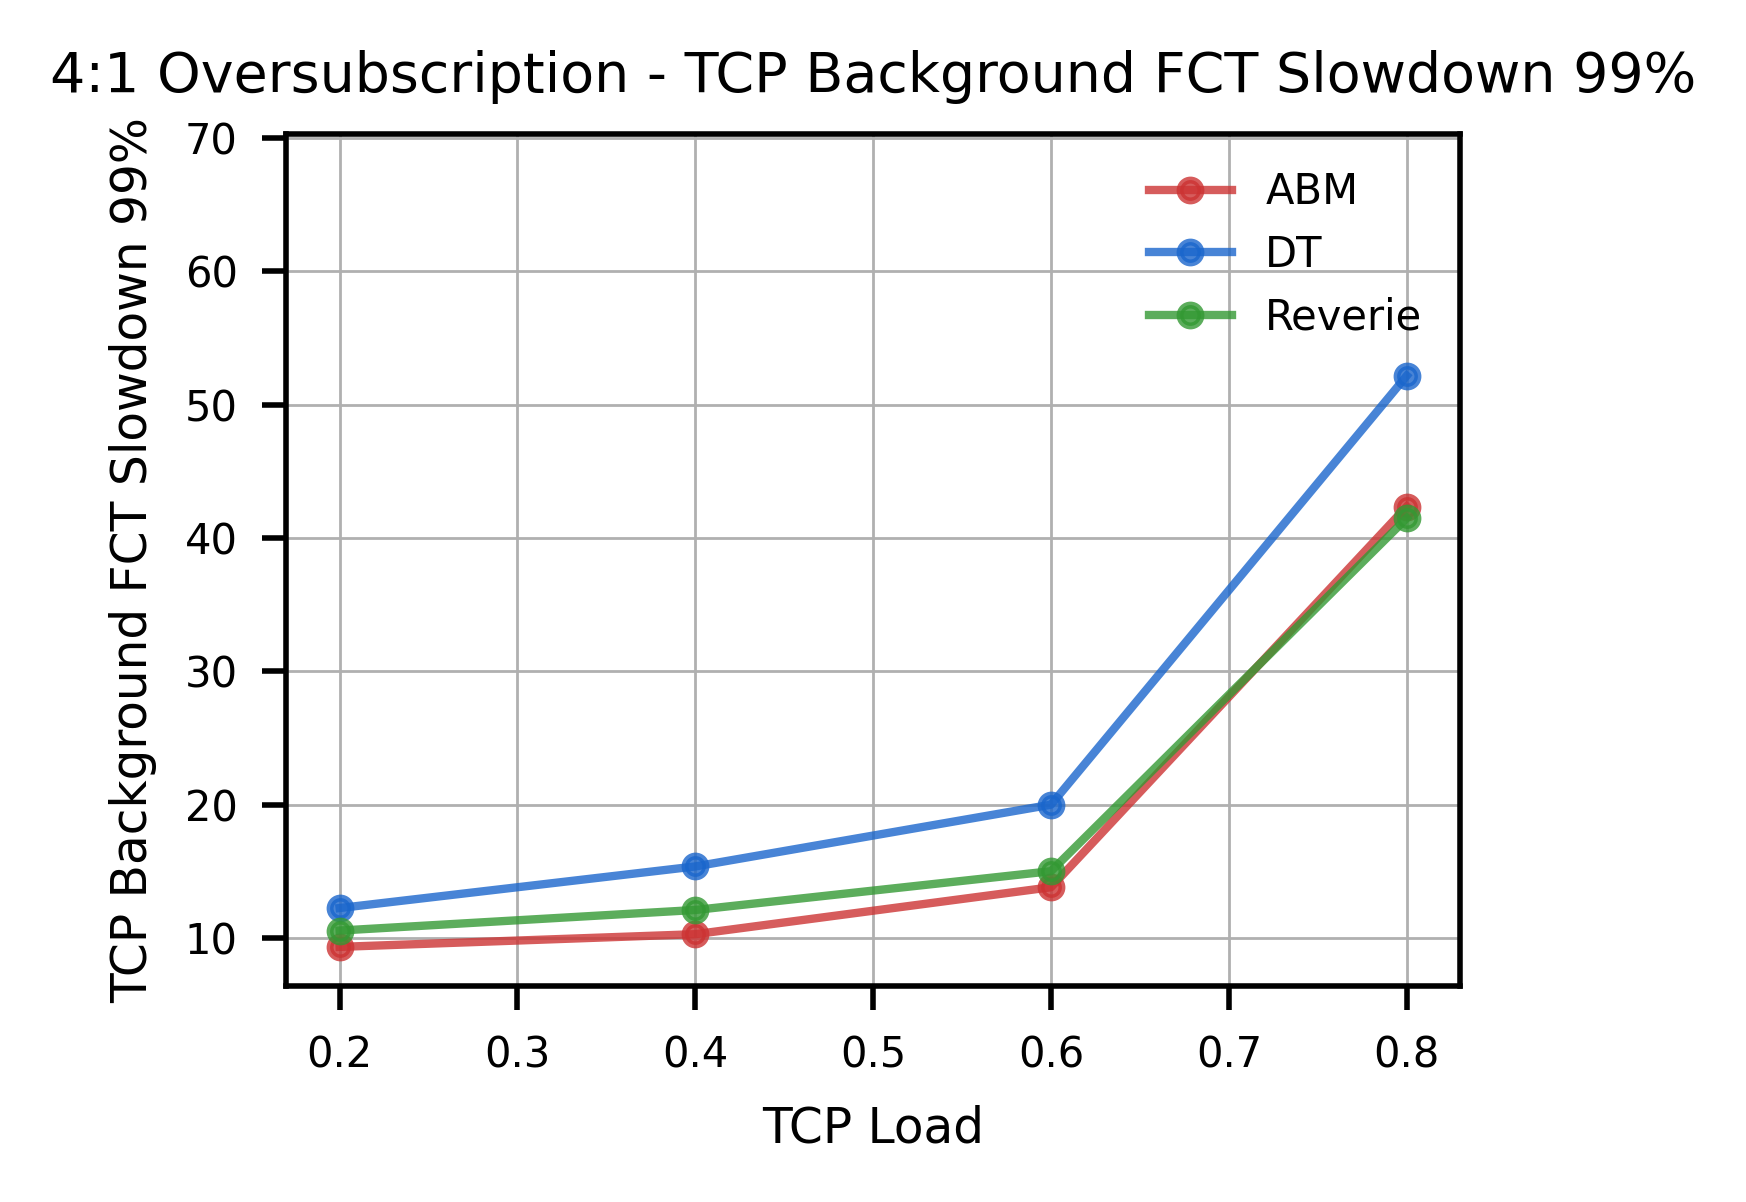 4:1 Oversubscription - TCP Background FCT Slowdown 99%
TCP Background FCT Slowdown 99%
70
60
50
40
30
20
10
ABM
DT
Reverie
0.2 0.3 0.4 0.5 0.6 0.7 0.8
TCP Load